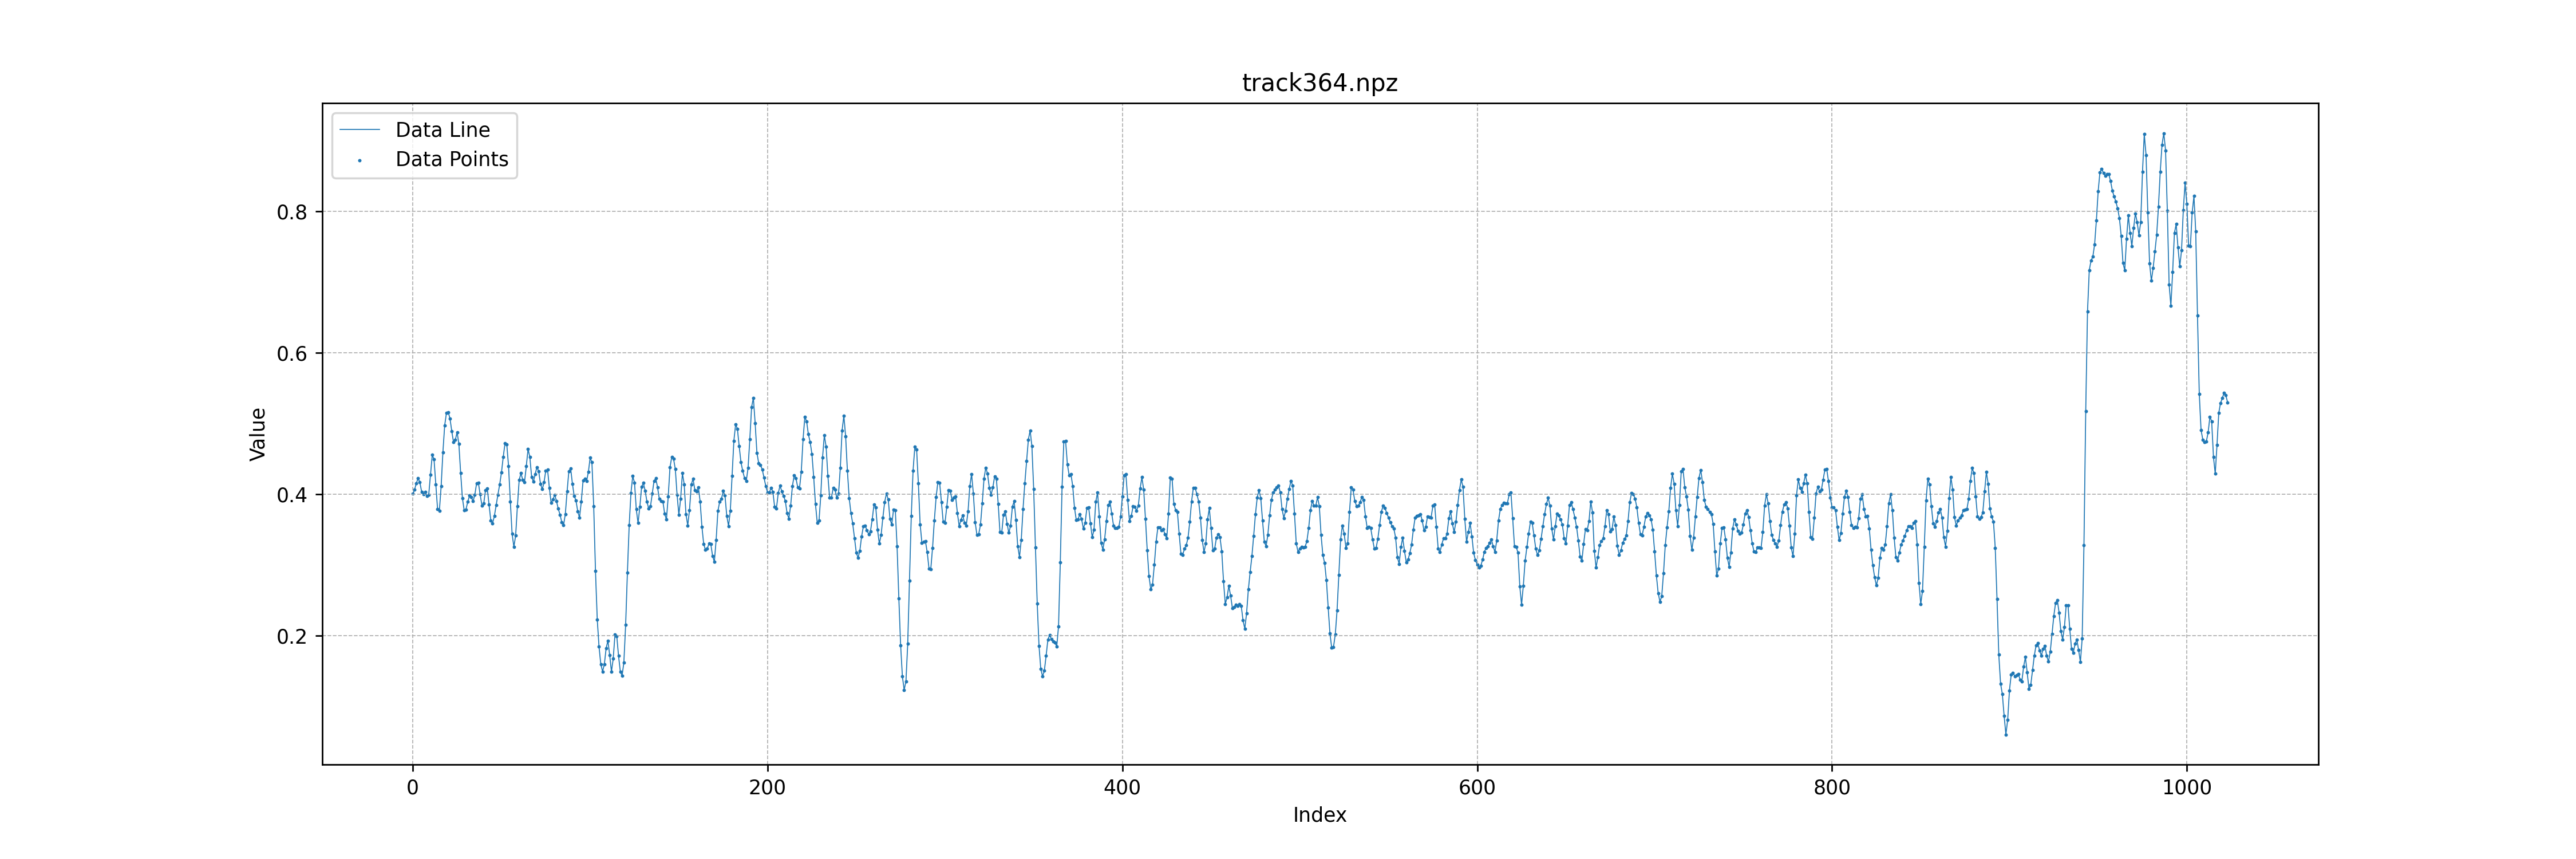 track364.npz
Data Line
Data Points
Value
0.8
0.6
0.4
0.2
0 200 400 600 800 1000
Index